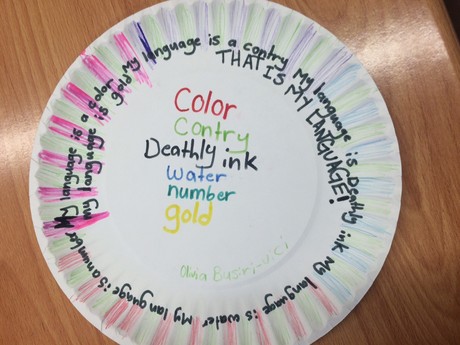 My language is a color
My language is a contry
My language is Deathly ink
My language is water
My language is a number
my language is gold
THAT IS MY LANGUAGE!
Color
Contry
Deathly ink
water
number
gold
Olivia